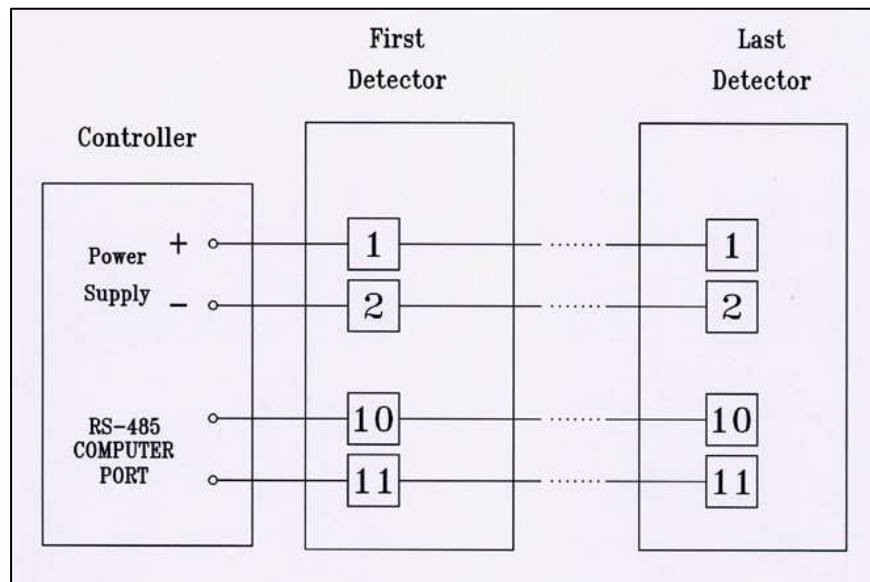 First
Detector
Last
Detector
Controller
Power
Supply
+
−
1
2
1
2
RS-485
COMPUTER
PORT
10
11
10
11